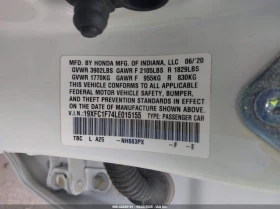 MFD. BY HONDA MFG. OF INDIANA, LLC 06/20
GVWR 3902LBS GAWR F 2105LBS R 1829LBS
GVWR 1770KG GAWR F 955KG R 830KG
THIS VEHICLE CONFORMS TO ALL APPLICABLE
FEDERAL MOTOR VEHICLE SAFETY, BUMPER, AND
THEFT PREVENTION STANDARDS IN EFFECT ON THE
DATE OF MANUFACTURE SHOWN ABOVE.
V.I.N: 19XFC1F74LE015155 TYPE: PASSENGER CAR
TBC L A25 NH883PX - F - E